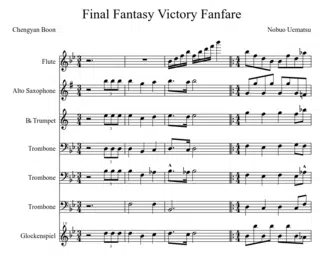 Final Fantasy Victory Fanfare
Chengyan Boon
Nobuo Uematsu
Flute
Alto Saxophone
B♭ Trumpet
Trombone
Trombone
Trombone
Glockenspiel